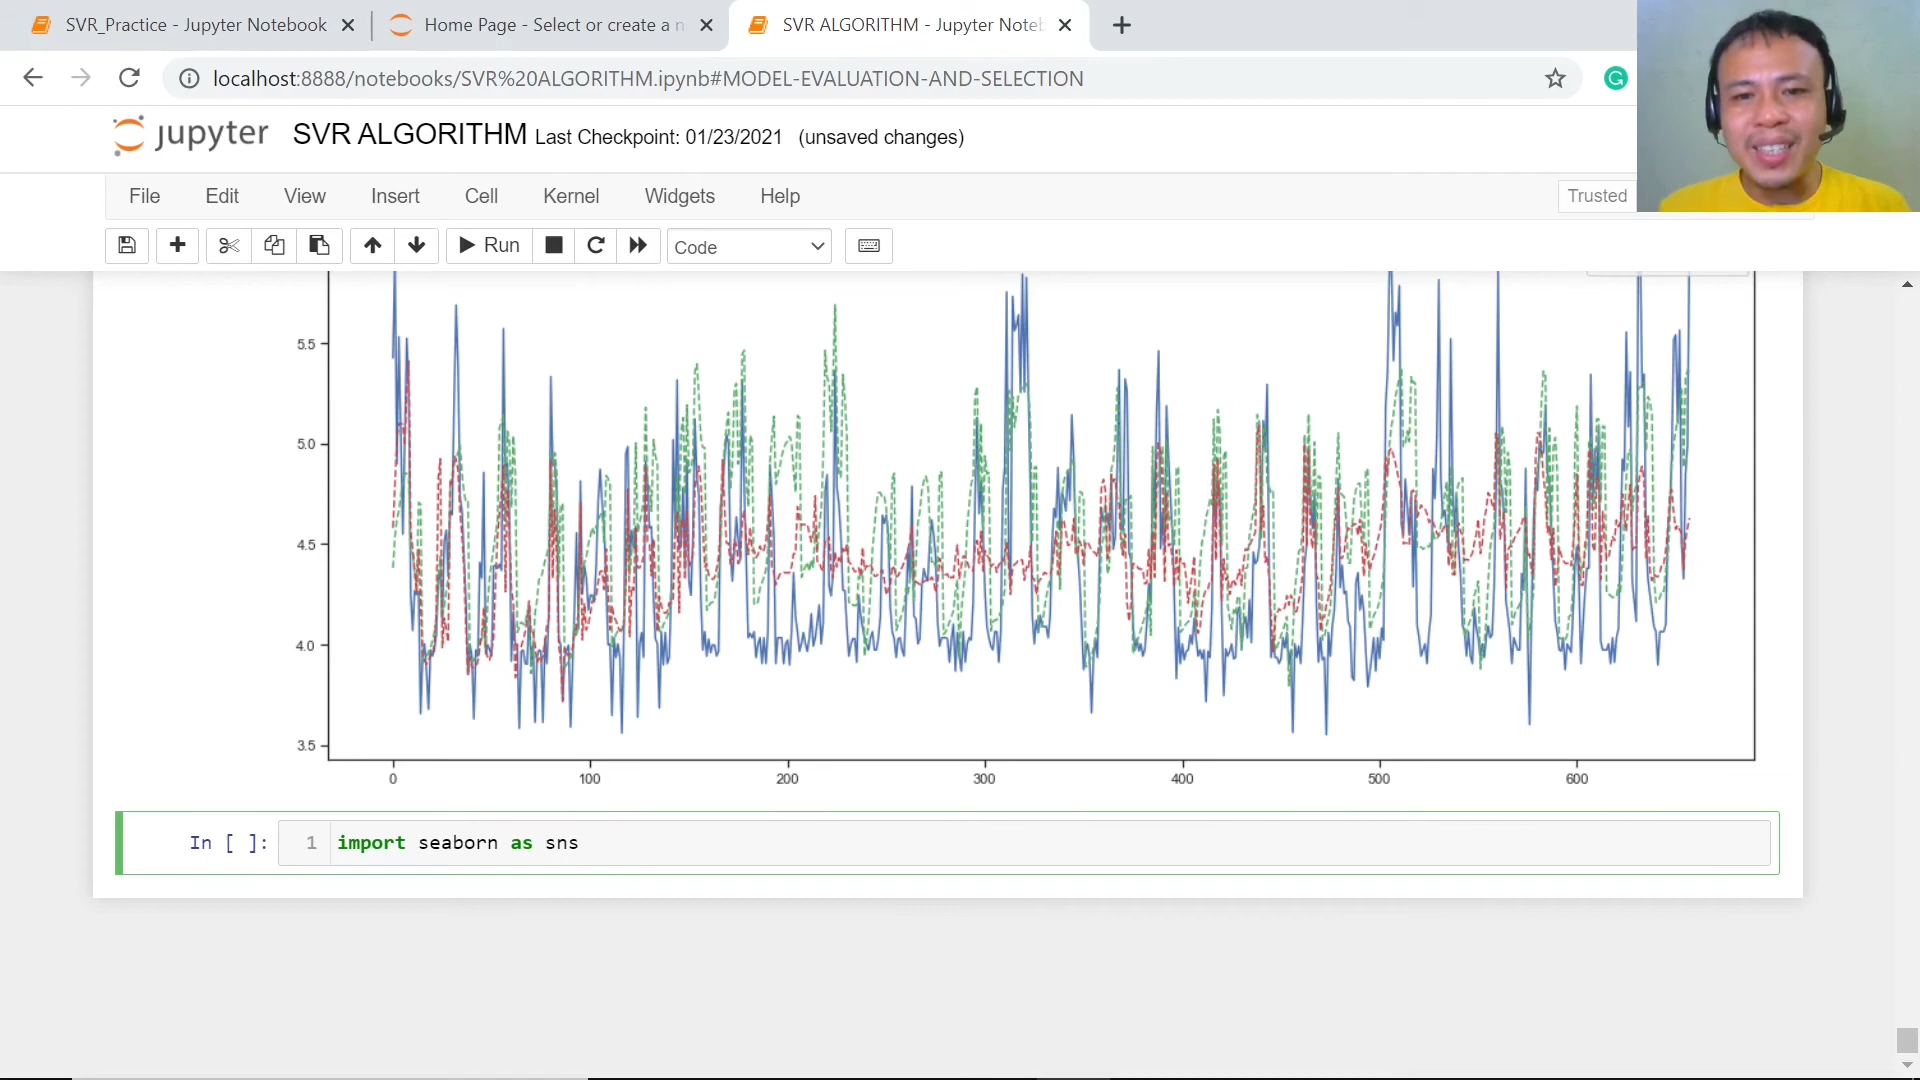 SVR_Practice - Jupyter Notebook
Home Page - Select or create a n
SVR ALGORITHM - Jupyter Noteb
localhost:8888/notebooks/SVR%20ALGORITHM.ipynb#MODEL-EVALUATION-AND-SELECTION
jupyter SVR ALGORITHM Last Checkpoint: 01/23/2021 (unsaved changes)
File Edit View Insert Cell Kernel Widgets Help Trusted
Run Code
5.5
5.0
4.5
4.0
3.5
0 100 200 300 400 500 600
In [ ]: 1 import seaborn as sns